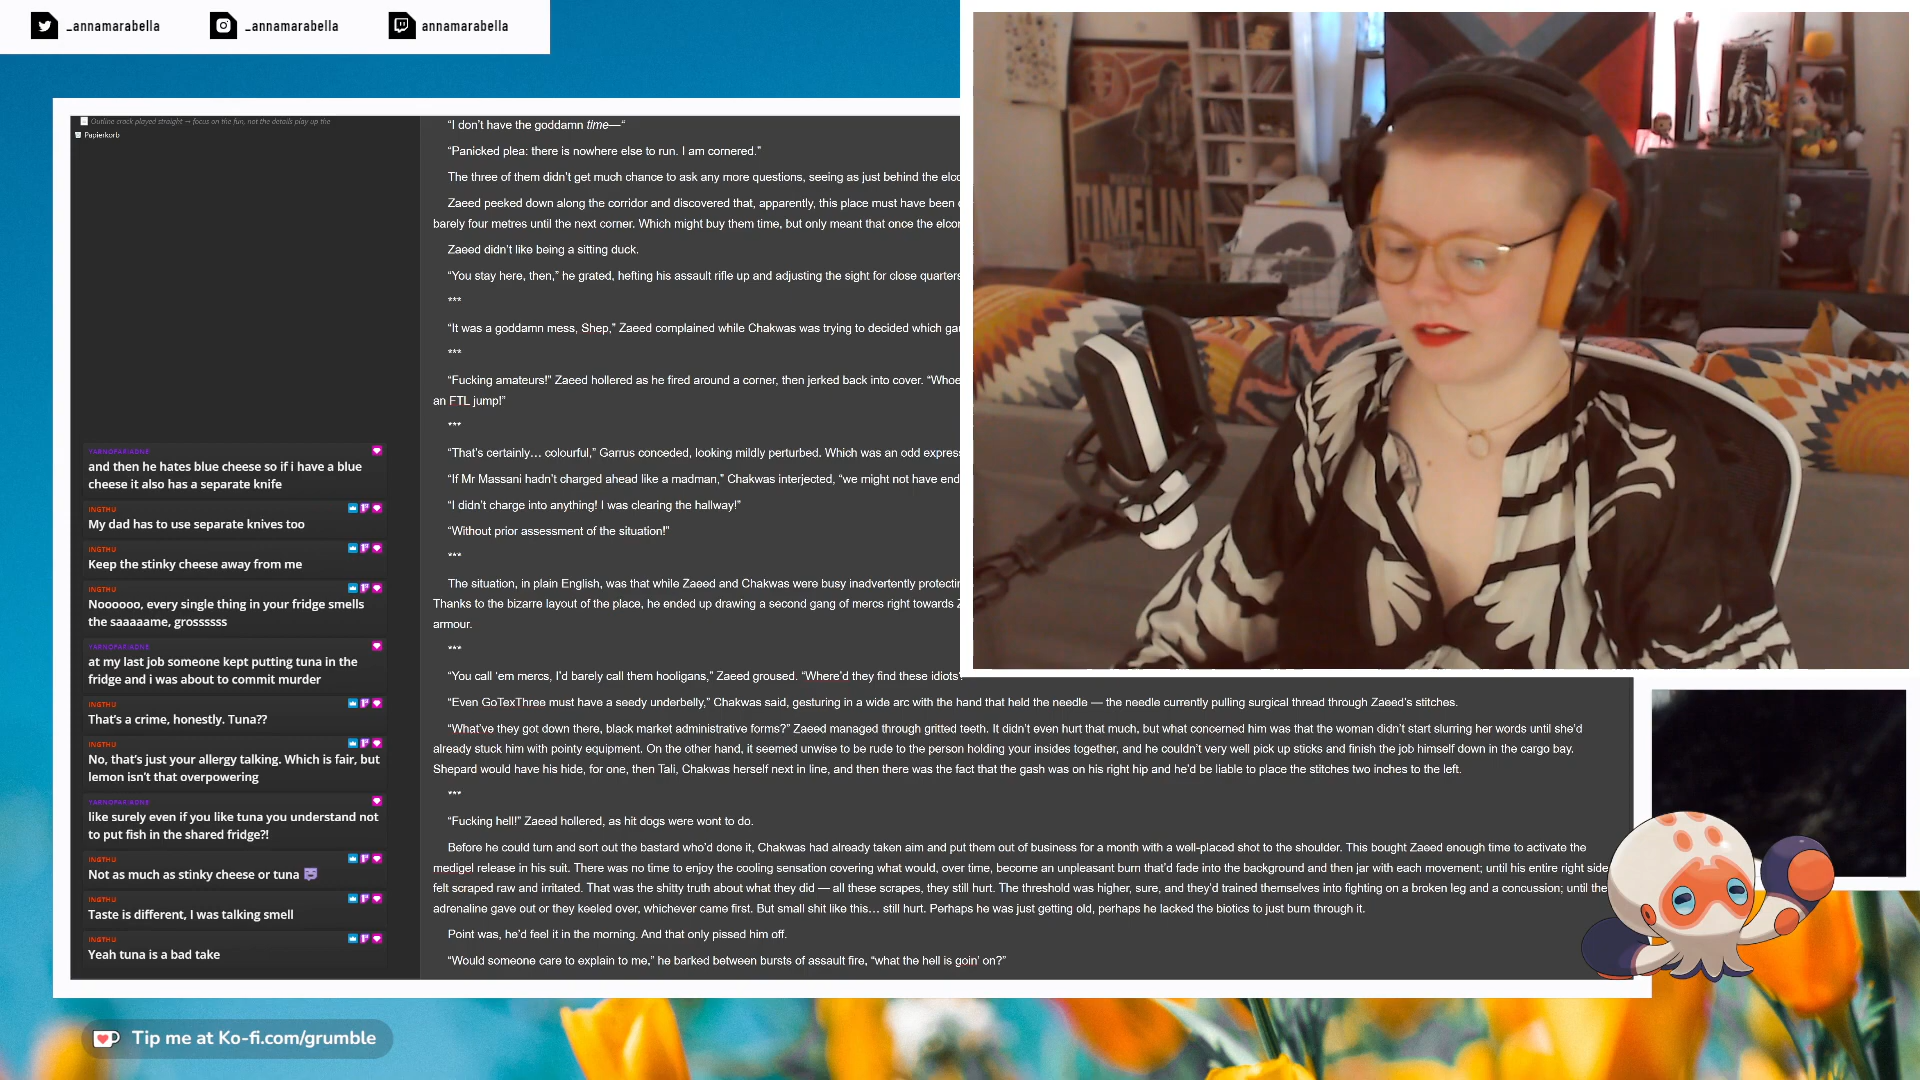 _annamarabella
_annamarabella
annamarabella
Outline crack played straight → focus on the fun, not the details play up the
Papierkorb
YARNOFARIADNE
and then he hates blue cheese so if i have a blue
cheese it also has a separate knife
INGTHU
My dad has to use separate knives too
INGTHU
Keep the stinky cheese away from me
INGTHU
Noooooo, every single thing in your fridge smells
the saaaaame, grossssss
YARNOFARIADNE
at my last job someone kept putting tuna in the
fridge and i was about to commit murder
INGTHU
That's a crime, honestly. Tuna??
INGTHU
No, that's just your allergy talking. Which is fair, but
lemon isn't that overpowering
YARNOFARIADNE
like surely even if you like tuna you understand not
to put fish in the shared fridge?!
INGTHU
Not as much as stinky cheese or tuna
INGTHU
Taste is different, I was talking smell
INGTHU
Yeah tuna is a bad take
“I don’t have the goddamn time—“
“Panicked plea: there is nowhere else to run. I am cornered.”
The three of them didn’t get much chance to ask any more questions, seeing as just behind the
Zaeed peeked down along the corridor and discovered that, apparently, this place must have been
barely four metres until the next corner. Which might buy them time, but only meant that once the
Zaeed didn’t like being a sitting duck.
“You stay here, then,” he grated, hefting his assault rifle up and adjusting the sight for close quarters
***
“It was a goddamn mess, Shep,” Zaeed complained while Chakwas was trying to decided which
***
“Fucking amateurs!” Zaeed hollered as he fired around a corner, then jerked back into cover.
an FTL jump!”
***
“That’s certainly… colourful,” Garrus conceded, looking mildly perturbed. Which was an odd
“If Mr Massani hadn’t charged ahead like a madman,” Chakwas interjected, “we might not have
“I didn’t charge into anything! I was clearing the hallway!”
“Without prior assessment of the situation!”
***
The situation, in plain English, was that while Zaeed and Chakwas were busy inadvertently
Thanks to the bizarre layout of the place, he ended up drawing a second gang of mercs right towards
armour.
***
“You call ‘em mercs, I’d barely call them hooligans,” Zaeed groused. “Where’d they find these idiots?
“Even GoTexThree must have a seedy underbelly,” Chakwas said, gesturing in a wide arc with the hand that held the needle — the needle currently pulling surgical thread through Zaeed’s stitches.
“What’ve they got down there, black market administrative forms?” Zaeed managed through gritted teeth. It didn’t even hurt that much, but what concerned him was that the woman didn’t start slurring her words until she’d
already stuck him with pointy equipment. On the other hand, it seemed unwise to be rude to the person holding your insides together, and he couldn’t very well pick up sticks and finish the job himself down in the cargo bay.
Shepard would have his hide, for one, then Tali, Chakwas herself next in line, and then there was the fact that the gash was on his right hip and he’d be liable to place the stitches two inches to the left.
***
“Fucking hell!” Zaeed hollered, as hit dogs were wont to do.
Before he could turn and sort out the bastard who’d done it, Chakwas had already taken aim and put them out of business for a month with a well-placed shot to the shoulder. This bought Zaeed enough time to activate the
medigel release in his suit. There was no time to enjoy the cooling sensation covering what would, over time, become an unpleasant burn that’d fade into the background and then jar with each movement; until his entire right side
felt scraped raw and irritated. That was the shitty truth about what they did — all these scrapes, they still hurt. The threshold was higher, sure, and they’d trained themselves into fighting on a broken leg and a concussion; until the
adrenaline gave out or they keeled over, whichever came first. But small shit like this… still hurt. Perhaps he was just getting old, perhaps he lacked the biotics to just burn through it.
Point was, he’d feel it in the morning. And that only pissed him off.
“Would someone care to explain to me,” he barked between bursts of assault fire, “what the hell is goin’ on?”
TIMELINE
Tip me at Ko-fi.com/grumble